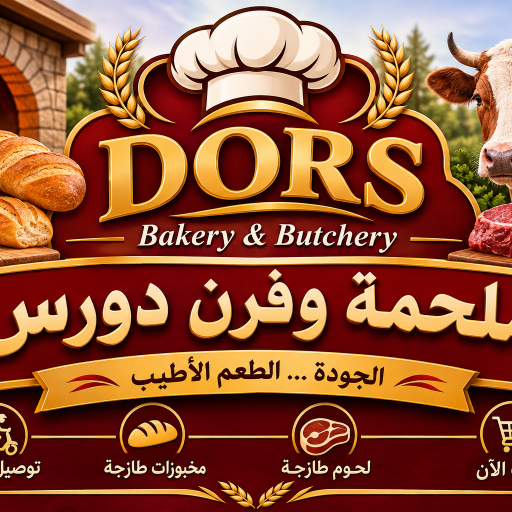 DORS
Bakery & Butchery
ملحمة وفرن دورس
الجودة ... الطعم الأطيب
الآن
لحوم طازجة
مخبوزات طازجة
توصيل